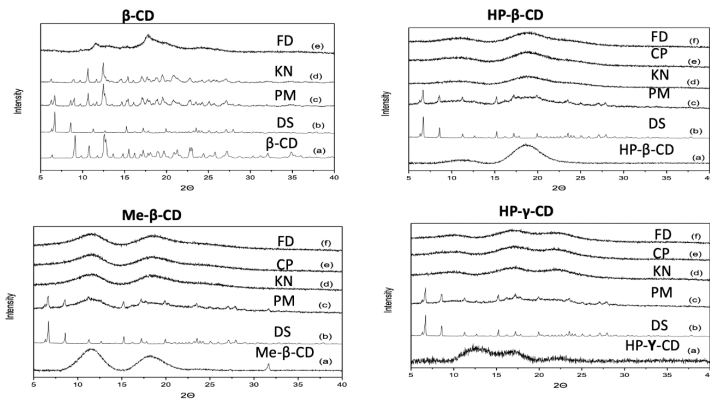 β-CD
FD (e)
KN (d)
PM (c)
DS (b)
β-CD (a)
Intensity
5 10 15 20 25 30 35 40
2Θ
HP-β-CD
FD (f)
CP (e)
KN (d)
PM (c)
DS (b)
HP-β-CD (a)
Intensity
5 10 15 20 25 30 35 4
2Θ
Me-β-CD
FD (f)
CP (e)
KN (d)
PM (c)
DS (b)
Me-β-CD (a)
Intensity
5 10 15 20 25 30 35 40
2Θ
HP-γ-CD
FD (f)
CP (e)
KN (d)
PM (c)
DS (b)
HP-Ɣ-CD (a)
Intensity
5 10 15 20 25 30 35 40
2Θ